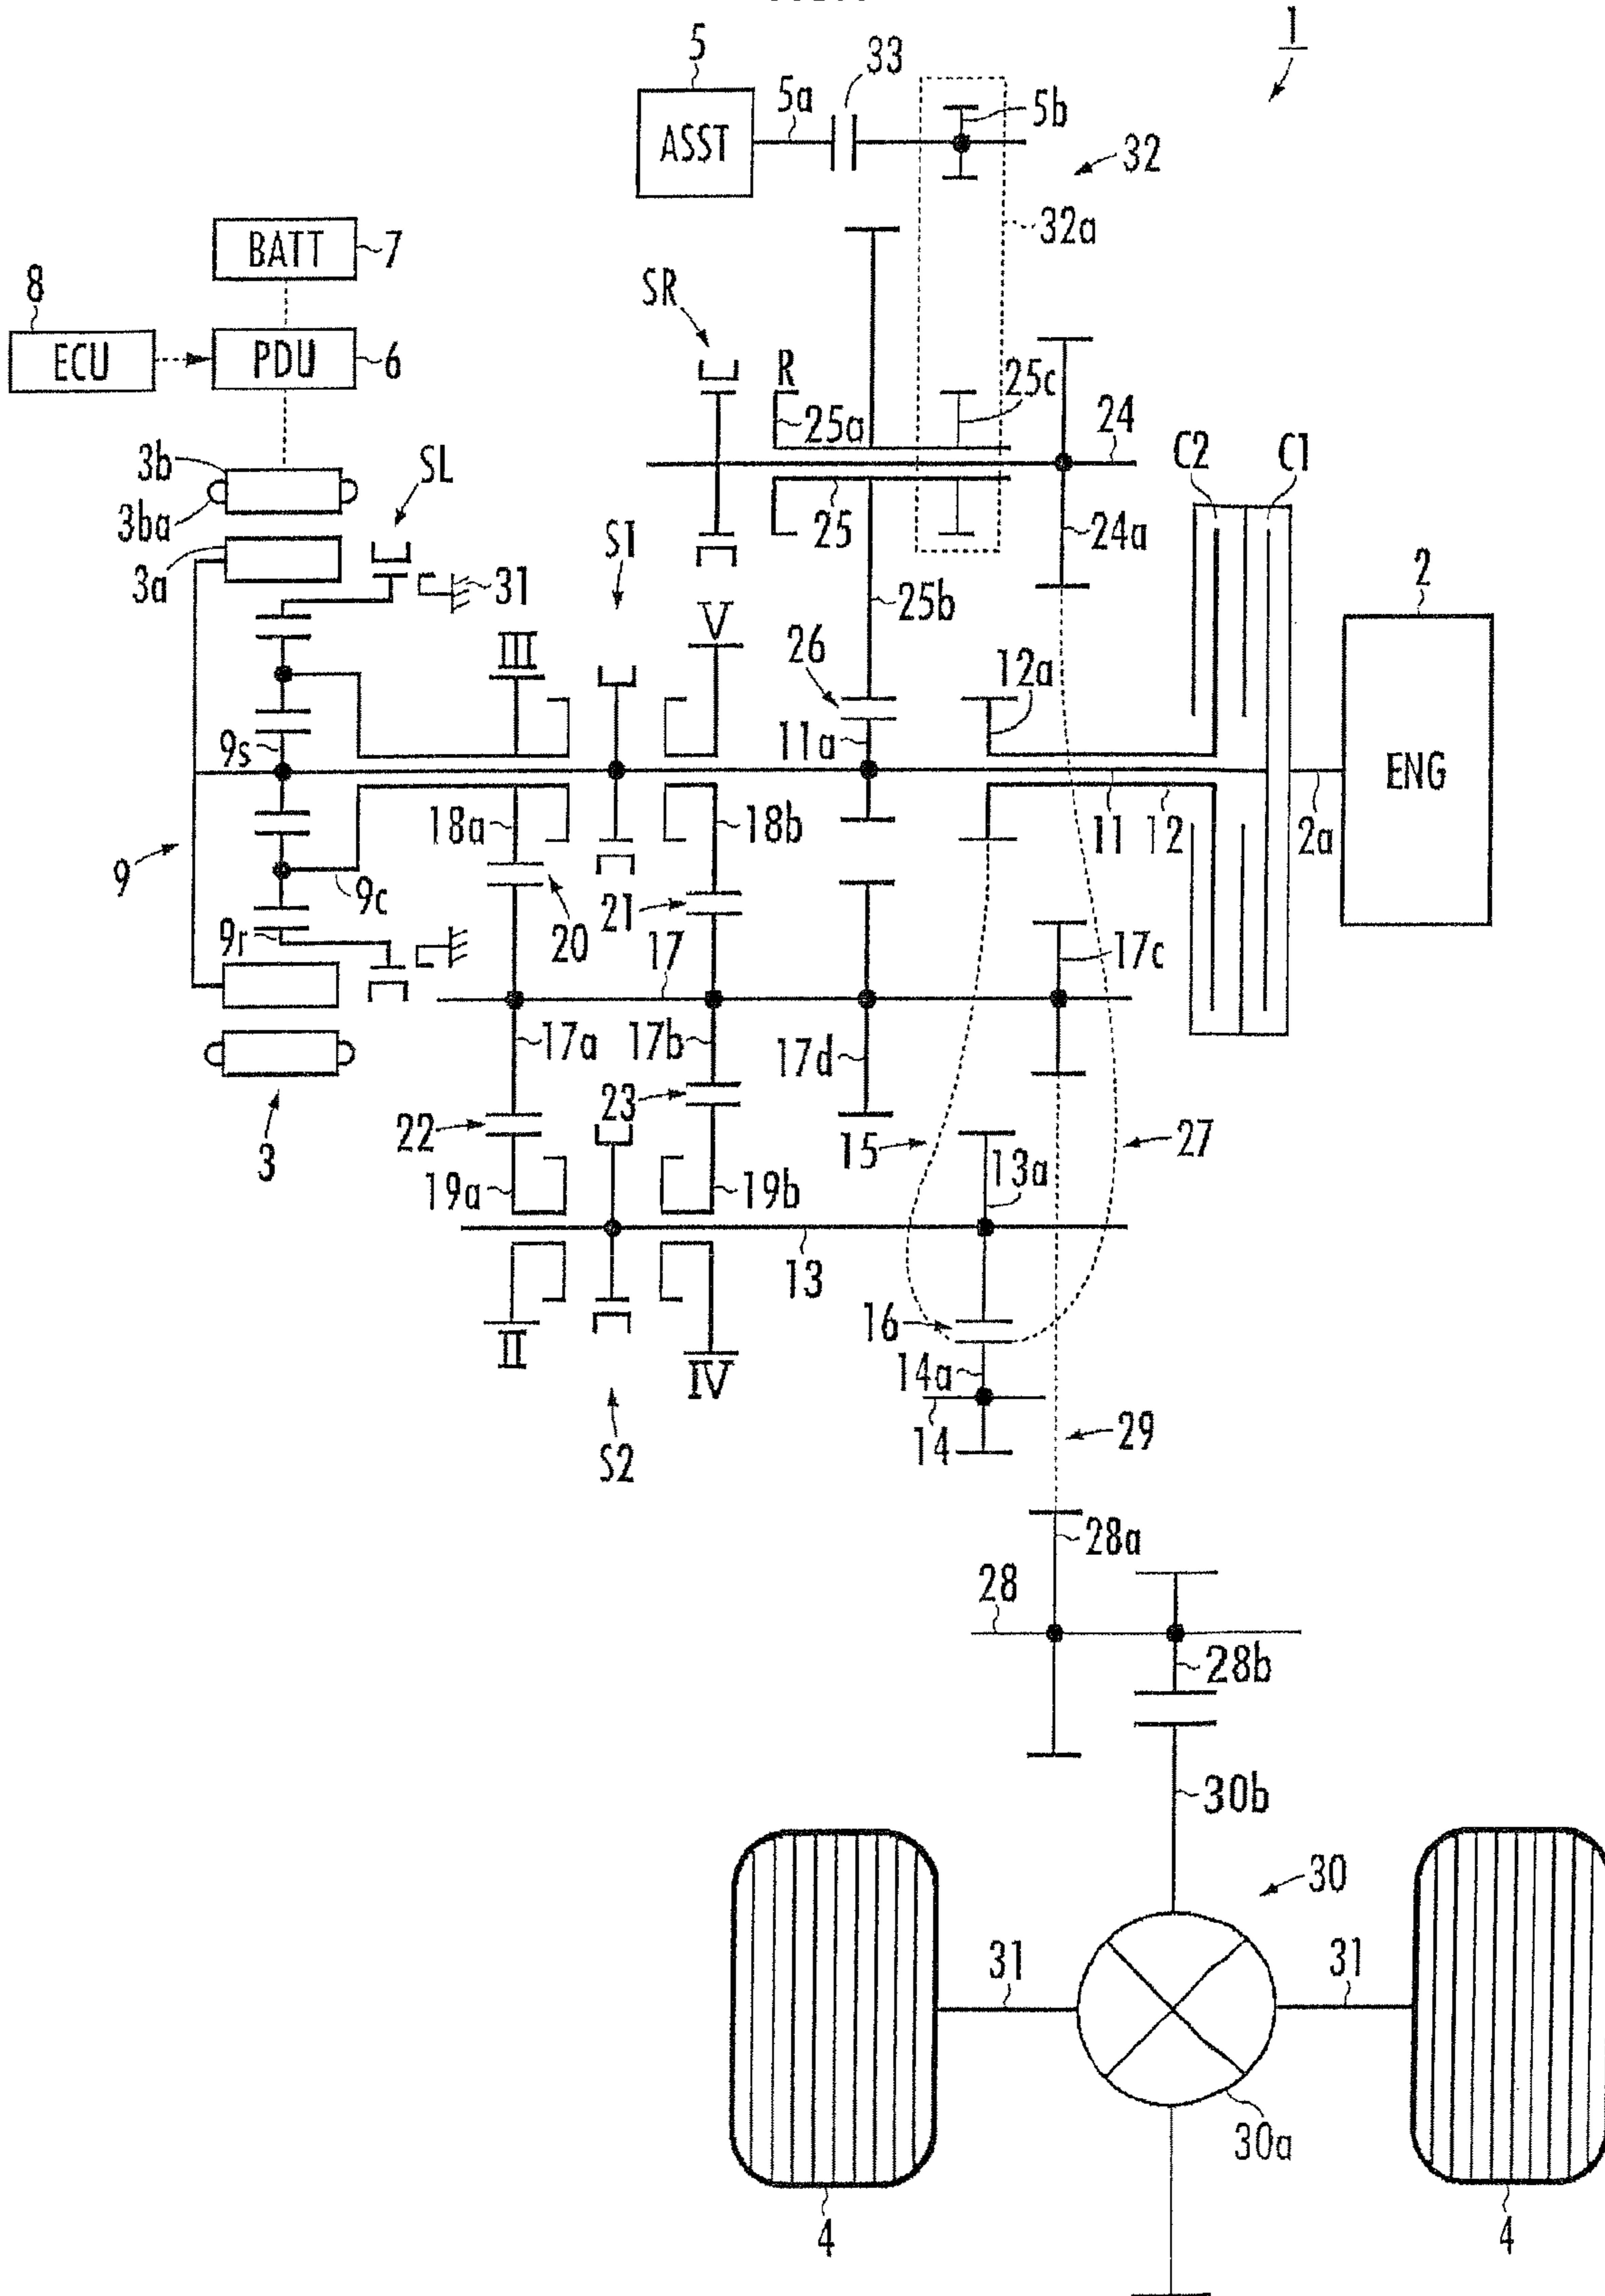 1
5
33
5a
5b
ASST
32
32a
BATT
7
8
SR
ECU
PDU
6
R
25a
25c
24
3b
SL
C2
C1
3ba
S1
25
24a
3a
31
2
25b
V
III
26
12a
9s
11a
ENG
18a
18b
11
12
2a
9
9c
21
20
17
17c
9r
17a
17b
17d
22
23
15
27
3
13a
19a
19b
13
16
II
14a
IV
14
29
S2
28a
28
28b
30b
30
31
31
30a
4
4